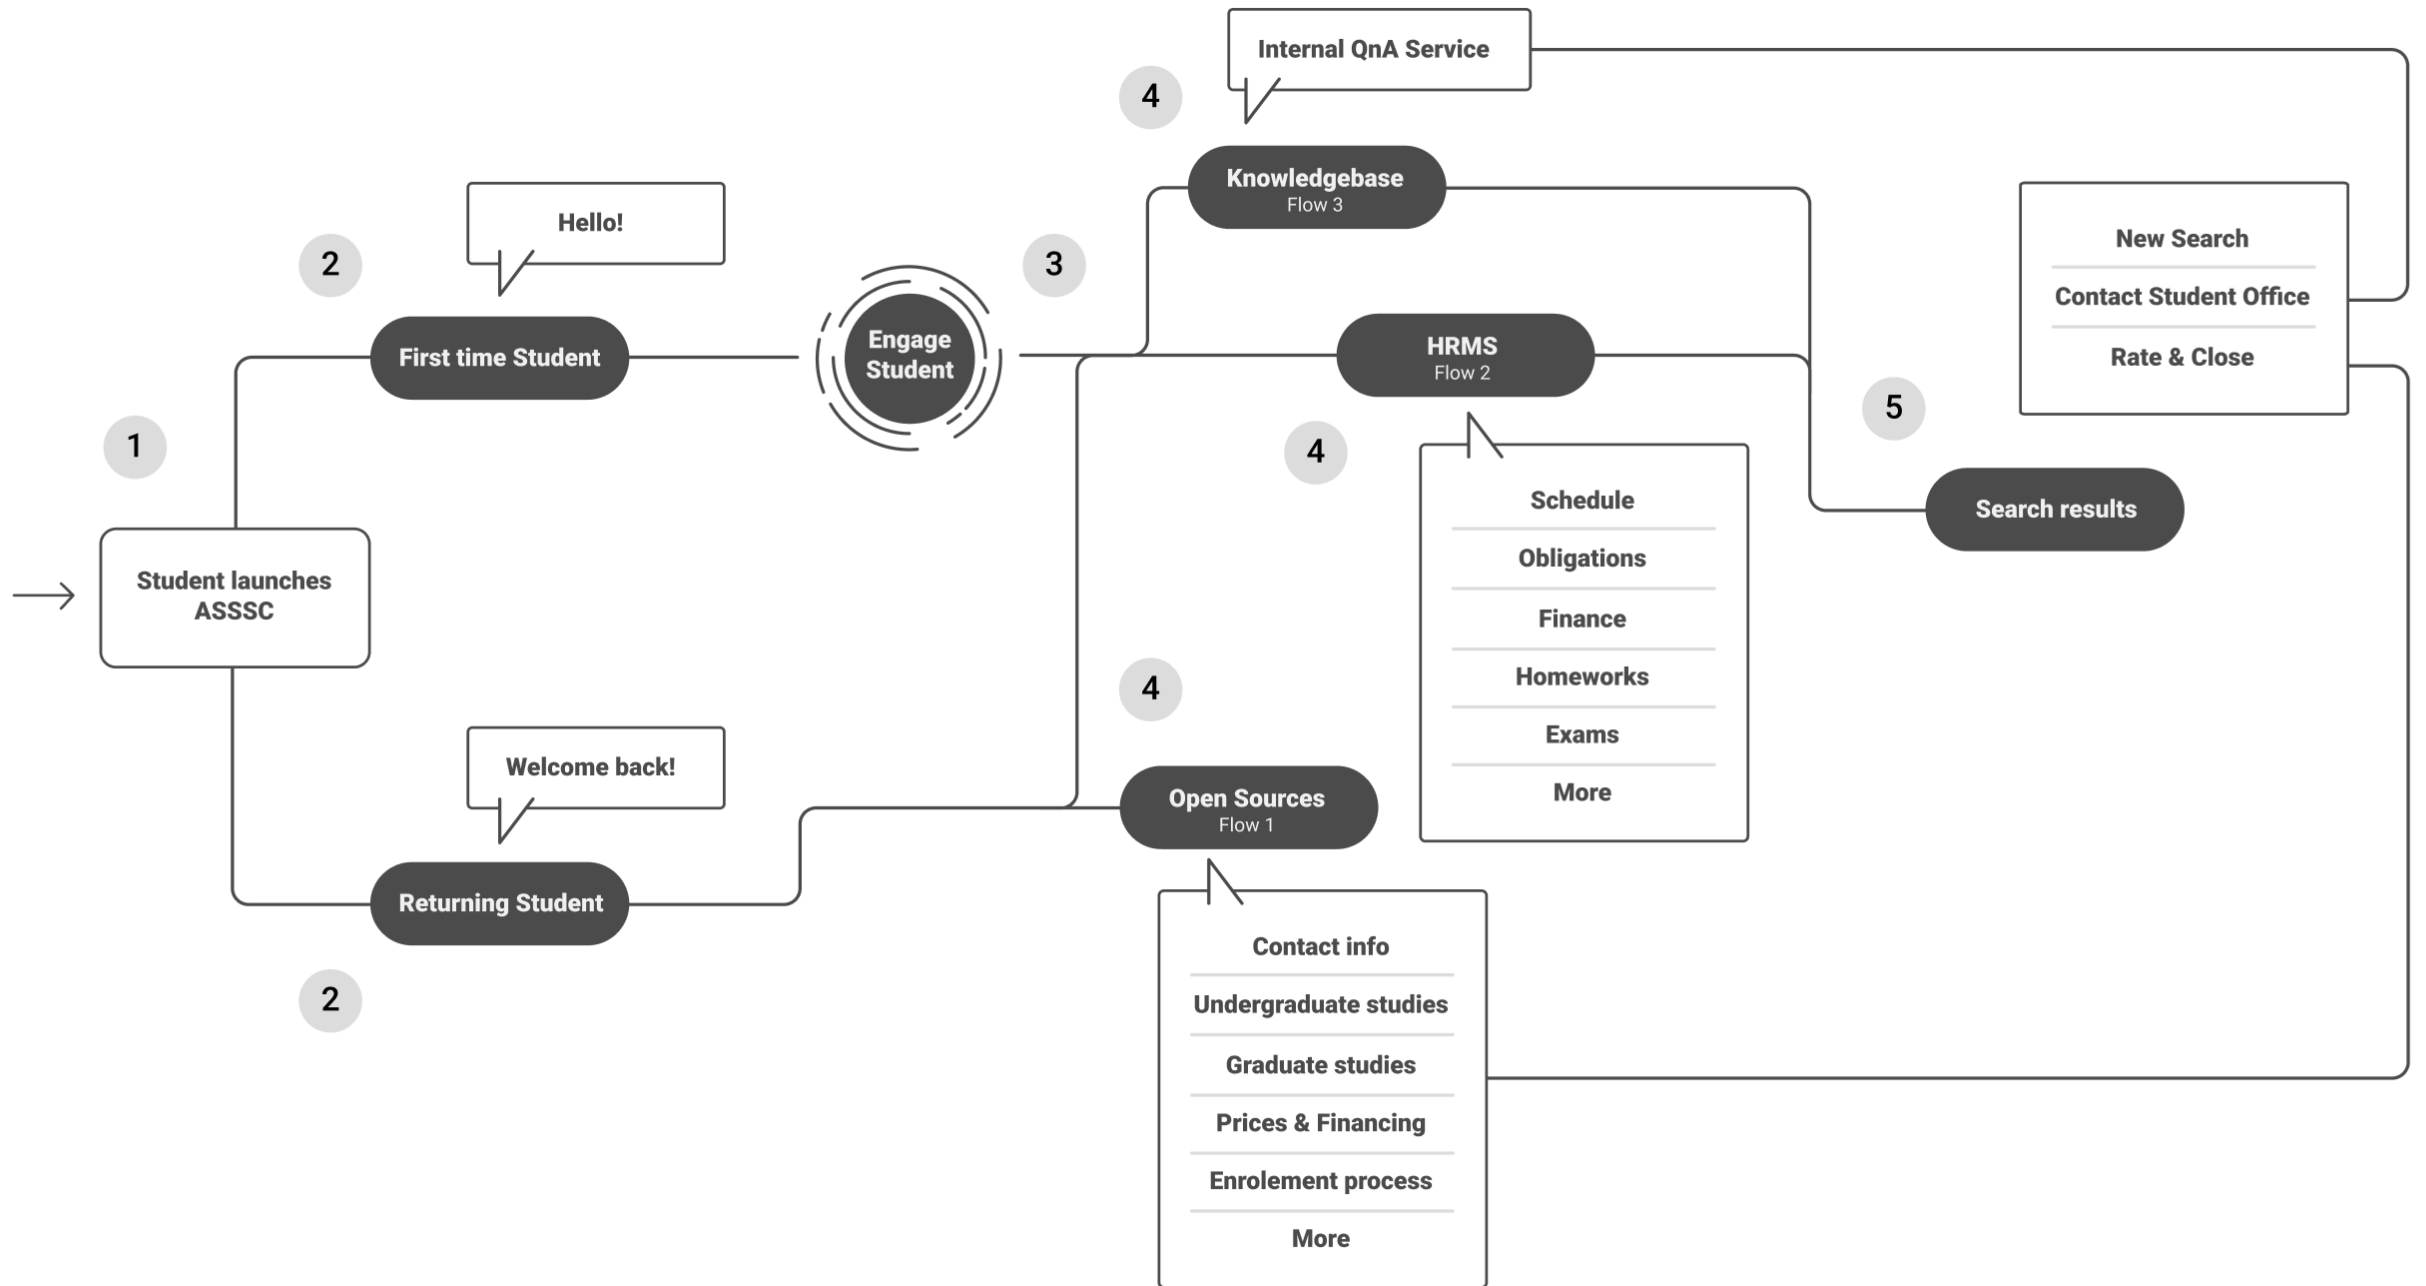 Internal QnA Service
4
Knowledgebase
Flow 3
Hello!
2
3
New Search
Contact Student Office
Rate & Close
First time Student
Engage
Student
HRMS
Flow 2
5
1
4
Schedule
Obligations
Finance
Homeworks
Exams
More
Search results
Student launches
ASSSC
4
Welcome back!
Open Sources
Flow 1
Returning Student
2
Contact info
Undergraduate studies
Graduate studies
Prices & Financing
Enrolement process
More